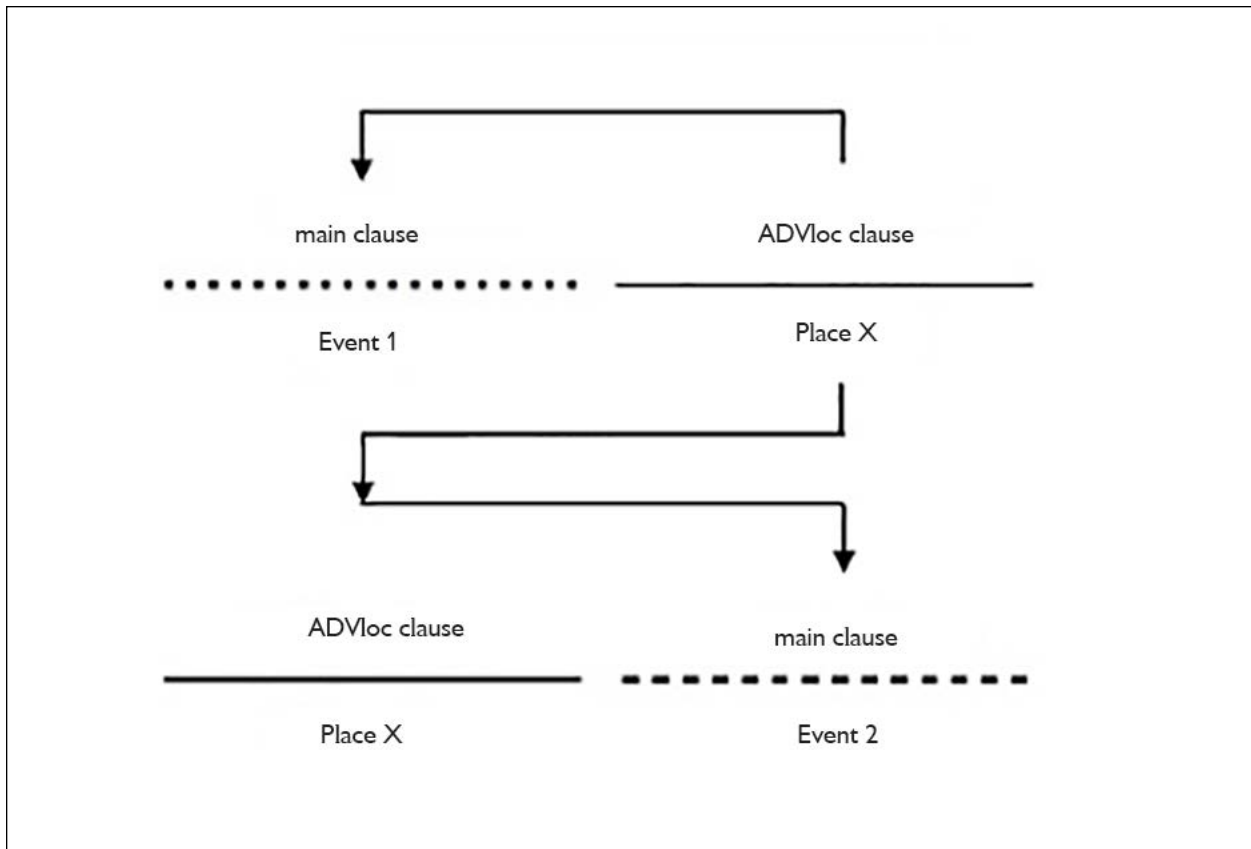 main clause
ADVloc clause
Event 1
Place X
ADVloc clause
main clause
Place X
Event 2